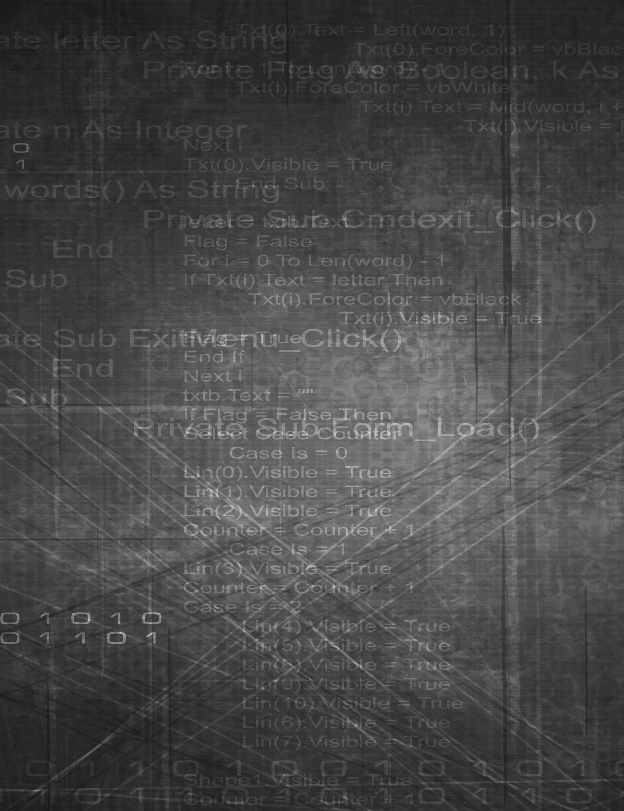 Txt(0).Text = Left(word, 1)
ate letter As String
Txt(0).ForeColor = vbBlac
Private Flag As Boolean, k As
Txt(i).ForeColor = vbWhite
Txt(i).Text = Mid(word, i +
Txt(i).Visible = 
ate n As Integer
0
Next i
1
Txt(0).Visible = True
End Sub
words() As String
Private Sub Cmdexit_Click()
Flag = False
End
For i = 0 To Len(word) - 1
Sub
If Txt(i).Text = letter Then
Txt(i).ForeColor = vbBlack
Txt(i).Visible = True
ate Sub ExitMenu_Click()
Flag = True
End If
End
Next i
Sub
txtb.Text =
If Flag = False Then
Private Sub Form_Load()
Select Case Counter
Case Is = 0
Lin(0).Visible = True
Lin(1).Visible = True
Lin(2).Visible = True
Counter = Counter + 1
Case Is = 1
Lin(3).Visible = True
Counter = Counter + 1
Case Is = 2
0 1 0 1 0
Lin(4).Visible = True
0 1 1 0 1
Lin(5).Visible = True
Lin(8).Visible = True
Lin(9).Visible = True
Lin(10).Visible = True
Lin(6).Visible = True
Lin(7).Visible = True
Shape1.Visible = True
Counter = Counter + 1